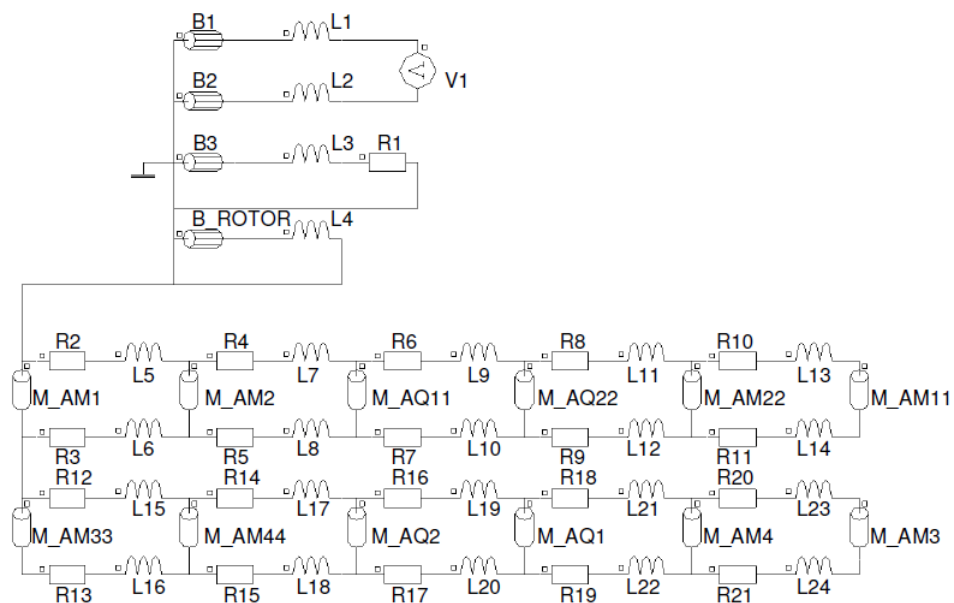 B1 L1
V
V1
B2 L2
B3 L3 R1
B_ROTOR L4
R2 R4 R6 R8 R10
L5 L7 L9 L11 L13
M_AM1 M_AM2 M_AQ11 M_AQ22 M_AM22 M_AM11
R3 L6 R5 L8 R7 L10 R9 L12 R11 L14
R12 R14 R16 R18 R20
L15 L17 L19 L21 L23
M_AM33 M_AM44 M_AQ2 M_AQ1 M_AM4 M_AM3
R13 L16 R15 L18 R17 L20 R19 L22 R21 L24